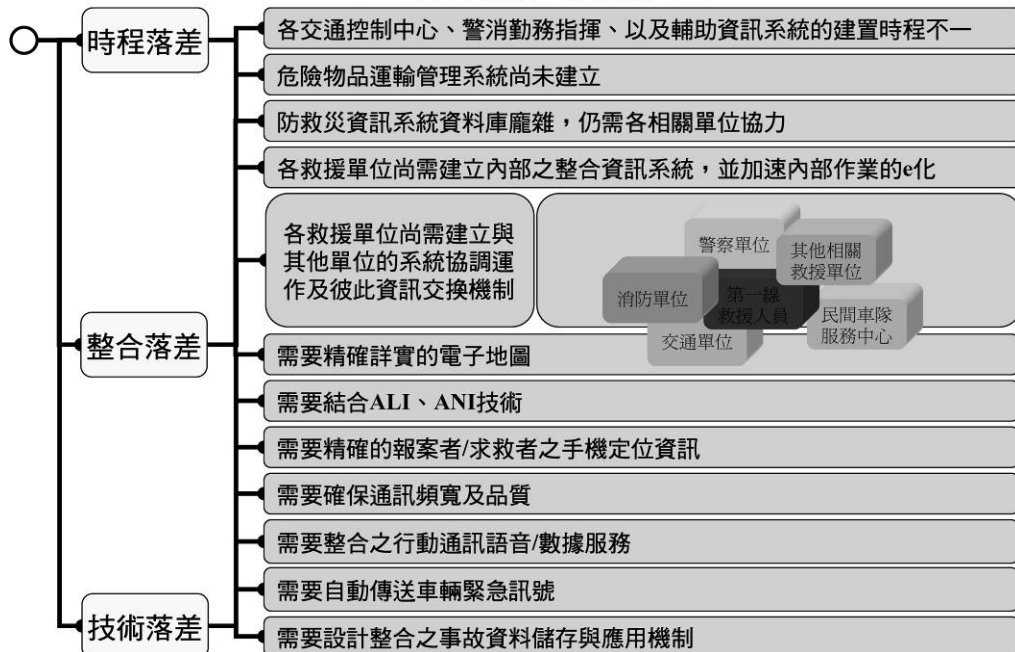 時程落差
各交通控制中心、警消勤務指揮、以及輔助資訊系統的建置時程不一
危險物品運輸管理系統尚未建立
防救災資訊系統資料庫龐雜，仍需各相關單位協力
各救援單位尚需建立內部之整合資訊系統，並加速內部作業的e化
各救援單位尚需建立與
其他單位的系統協調運
作及彼此資訊交換機制
警察單位
其他相關
救援單位
消防單位
第一線
救援人員
民間車隊
服務中心
交通單位
整合落差
需要精確詳實的電子地圖
需要結合ALI、ANI技術
需要精確的報案者/求救者之手機定位資訊
需要確保通訊頻寬及品質
需要整合之行動通訊語音/數據服務
需要自動傳送車輛緊急訊號
技術落差
需要設計整合之事故資料儲存與應用機制